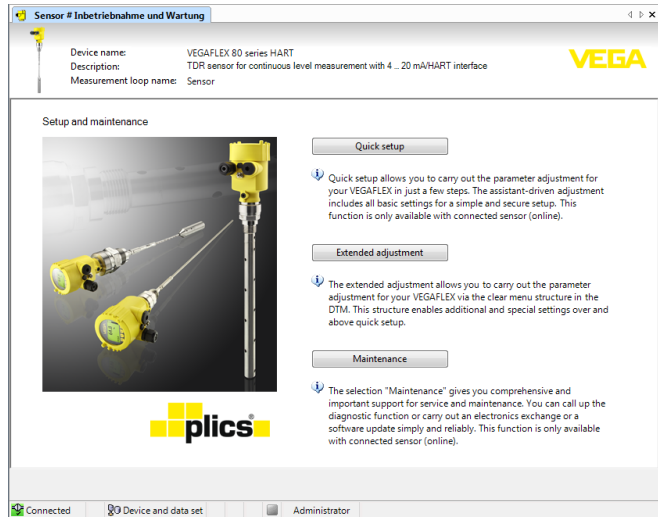 Sensor # Inbetriebnahme und Wartung
Device name: VEGAFLEX 80 series HART
Description: TDR sensor for continuous level measurement with 4 ... 20 mA/HART interface
Measurement loop name: Sensor
VEGA
Setup and maintenance
Quick setup
Quick setup allows you to carry out the parameter adjustment for
your VEGAFLEX in just a few steps. The assistant-driven adjustment
includes all basic settings for a simple and secure setup. This
function is only available with connected sensor (online).
Extended adjustment
The extended adjustment allows you to carry out the parameter
adjustment for your VEGAFLEX via the clear menu structure in the
DTM. This structure enables additional and special settings over and
above quick setup.
Maintenance
The selection "Maintenance" gives you comprehensive and
important support for service and maintenance. You can call up the
diagnostic function or carry out an electronics exchange or a
software update simply and reliably. This function is only available
with connected sensor (online).
plics®
Connected Device and data set Administrator